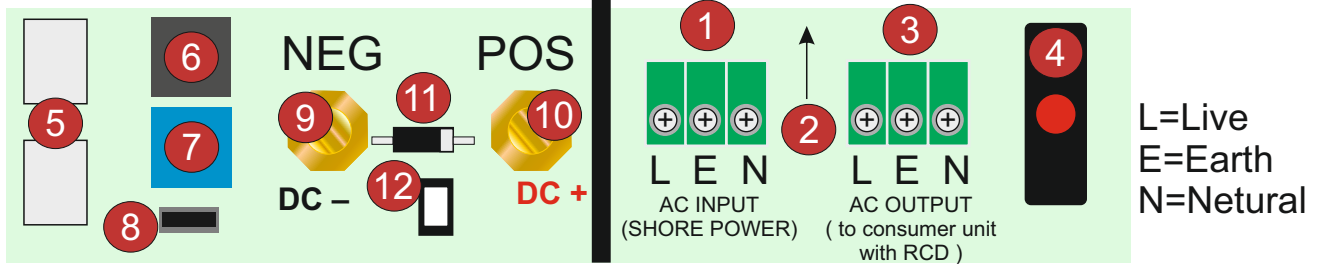 1
3
4
6
NEG
POS
11
5
9
10
2
7
L=Live
12
L E N
L E N
E=Earth
DC –
DC +
AC INPUT
AC OUTPUT
N=Netural
8
(SHORE POWER)
( to consumer unit
with RCD )